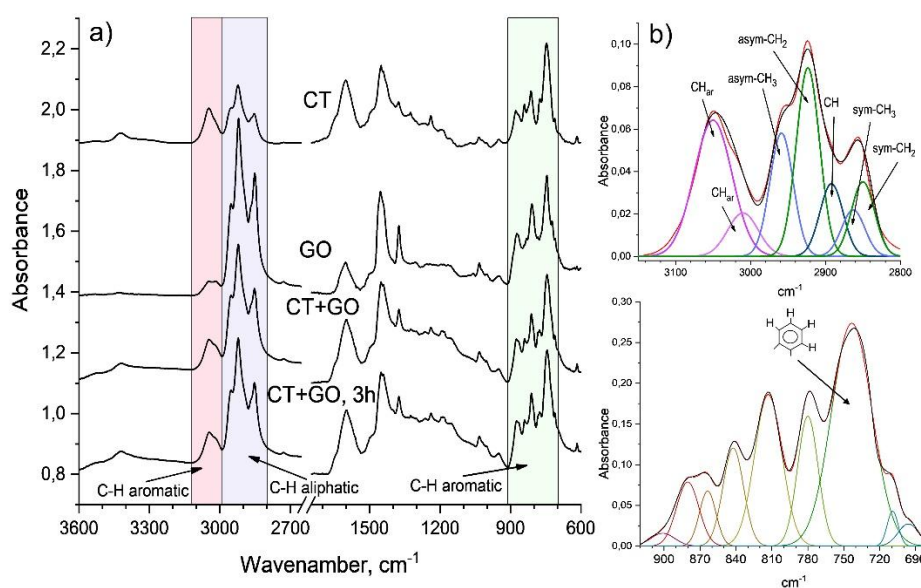 a)
2,2
2,0
1,8
1,6
1,4
1,2
1,0
0,8
Absorbance
CT
GO
CT+GO
CT+GO, 3h
C-H aromatic
C-H aliphatic
C-H aromatic
3600 3000 2700 1500 1200 900 600
Wavenamber, cm-1
b)
0,10
0,08
0,06
0,04
0,02
0,00
Absorbance
asym-CH2
asym-CH3
CHar
CH
sym-CH3
sym-CH2
CHar
3100 3000 2900 2800
cm-1
0,30
0,25
0,20
0,15
0,10
0,05
0,00
Absorbance
H
H H
H
900 870 840 810 780 750 720 690
cm-1